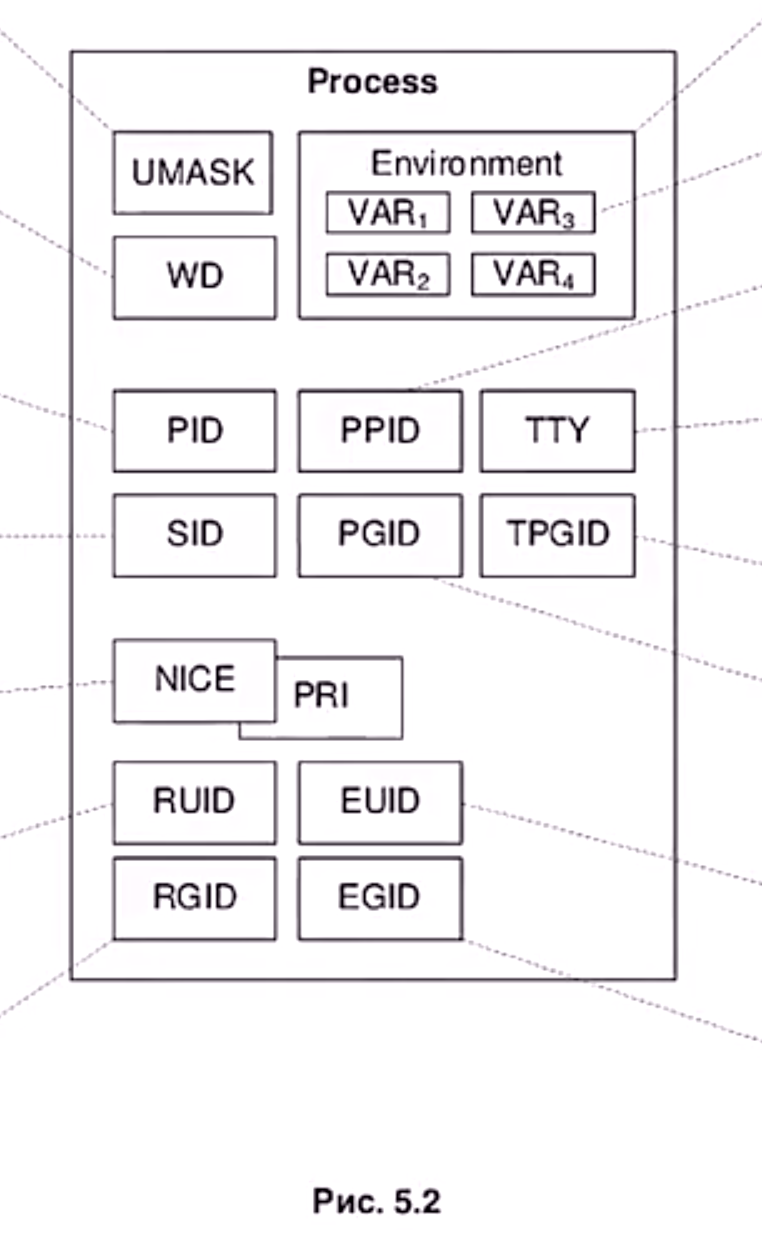 Process
UMASK
Environment
VAR₁ VAR₃
WD
VAR₂ VAR₄
PID PPID TTY
SID PGID TPGID
NICE PRI
RUID EUID
RGID EGID
Рис. 5.2